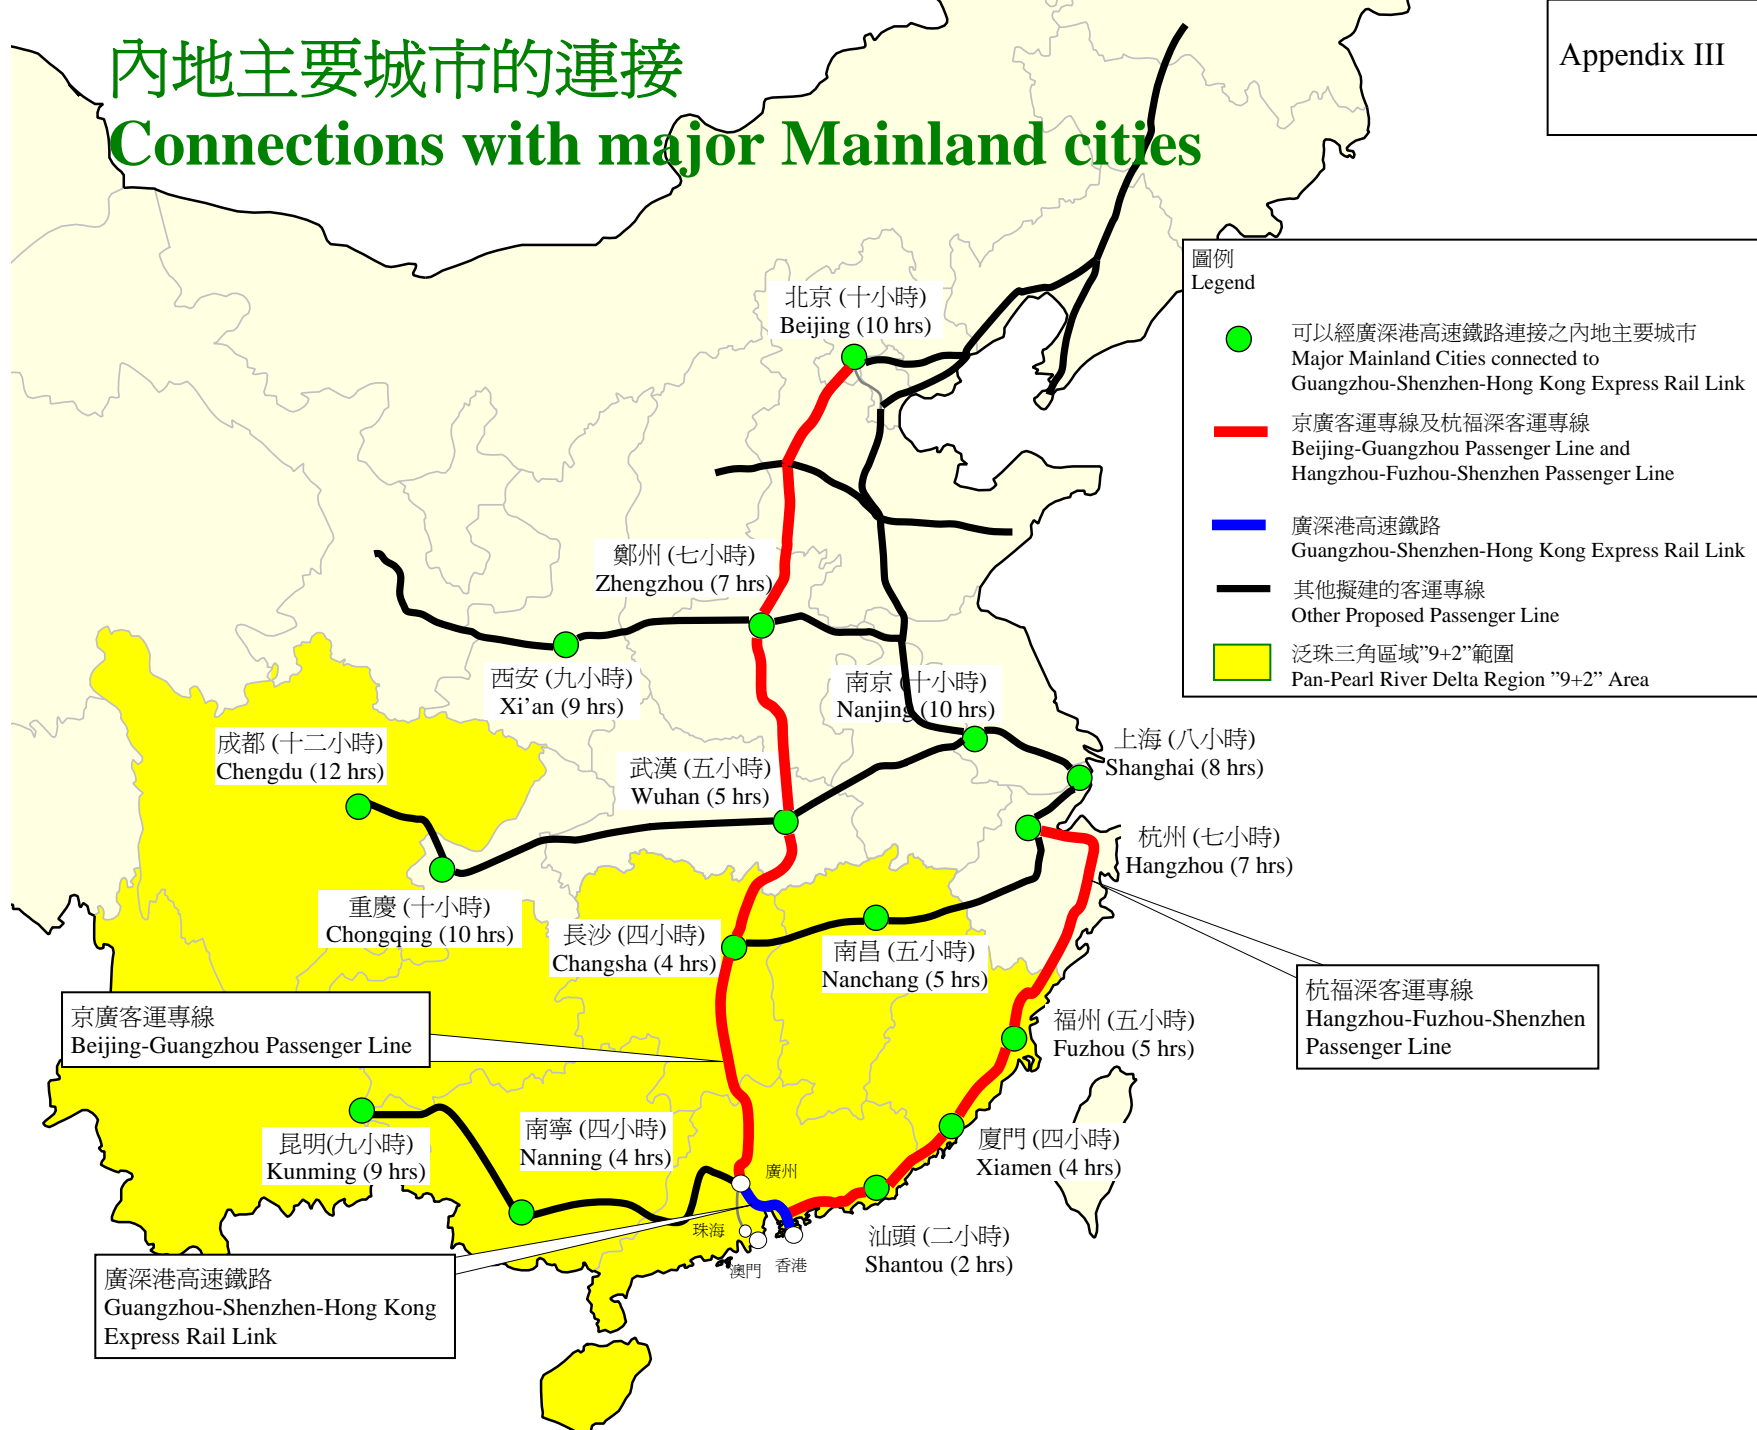 內地主要城市的連接
Connections with major Mainland cities
Appendix III
圖例
Legend
可以經廣深港高速鐵路連接之內地主要城市
Major Mainland Cities connected to
Guangzhou-Shenzhen-Hong Kong Express Rail Link
京廣客運專線及杭福深客運專線
Beijing-Guangzhou Passenger Line and
Hangzhou-Fuzhou-Shenzhen Passenger Line
廣深港高速鐵路
Guangzhou-Shenzhen-Hong Kong Express Rail Link
其他擬建的客運專線
Other Proposed Passenger Line
泛珠三角區域”9+2”範圍
Pan-Pearl River Delta Region ”9+2” Area
北京 (十小時)
Beijing (10 hrs)
鄭州 (七小時)
Zhengzhou (7 hrs)
西安 (九小時)
Xi’an (9 hrs)
南京 (十小時)
Nanjing (10 hrs)
成都 (十二小時)
Chengdu (12 hrs)
武漢 (五小時)
Wuhan (5 hrs)
上海 (八小時)
Shanghai (8 hrs)
杭州 (七小時)
Hangzhou (7 hrs)
重慶 (十小時)
Chongqing (10 hrs)
長沙 (四小時)
Changsha (4 hrs)
南昌 (五小時)
Nanchang (5 hrs)
京廣客運專線
Beijing-Guangzhou Passenger Line
杭福深客運專線
Hangzhou-Fuzhou-Shenzhen
Passenger Line
福州 (五小時)
Fuzhou (5 hrs)
昆明(九小時)
Kunming (9 hrs)
南寧 (四小時)
Nanning (4 hrs)
廈門 (四小時)
Xiamen (4 hrs)
廣州
珠海
澳門
香港
汕頭 (二小時)
Shantou (2 hrs)
廣深港高速鐵路
Guangzhou-Shenzhen-Hong Kong
Express Rail Link